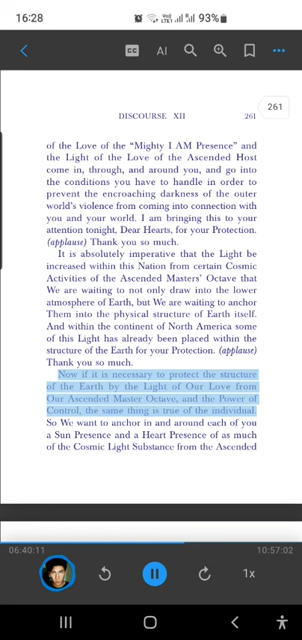 16:28
93%
CC
AI
DISCOURSE XII 261
261
of the Love of the “Mighty I AM Presence” and
the Light of the Love of the Ascended Host
come in, through, and around you, and go into
the conditions you have to handle in order to
prevent the encroaching darkness of the outer
world’s violence from coming into connection with
you and your world. I am bringing this to your
attention tonight, Dear Hearts, for your Protection.
(applause) Thank you so much.
It is absolutely imperative that the Light be
increased within this Nation from certain Cosmic
Activities of the Ascended Masters’ Octave that
We are waiting to not only draw into the lower
atmosphere of Earth, but We are waiting to anchor
Them into the physical structure of Earth itself.
And within the continent of North America some
of this Light has already been placed within the
structure of the Earth for your Protection. (applause)
Thank you so much.
Now if it is necessary to protect the structure
of the Earth by the Light of Our Love from
Our Ascended Master Octave, and the Power of
Control, the same thing is true of the individual.
So We want to anchor in and around each of you
a Sun Presence and a Heart Presence of as much
of the Cosmic Light Substance from the Ascended
06:40:11
10:57:02
1x